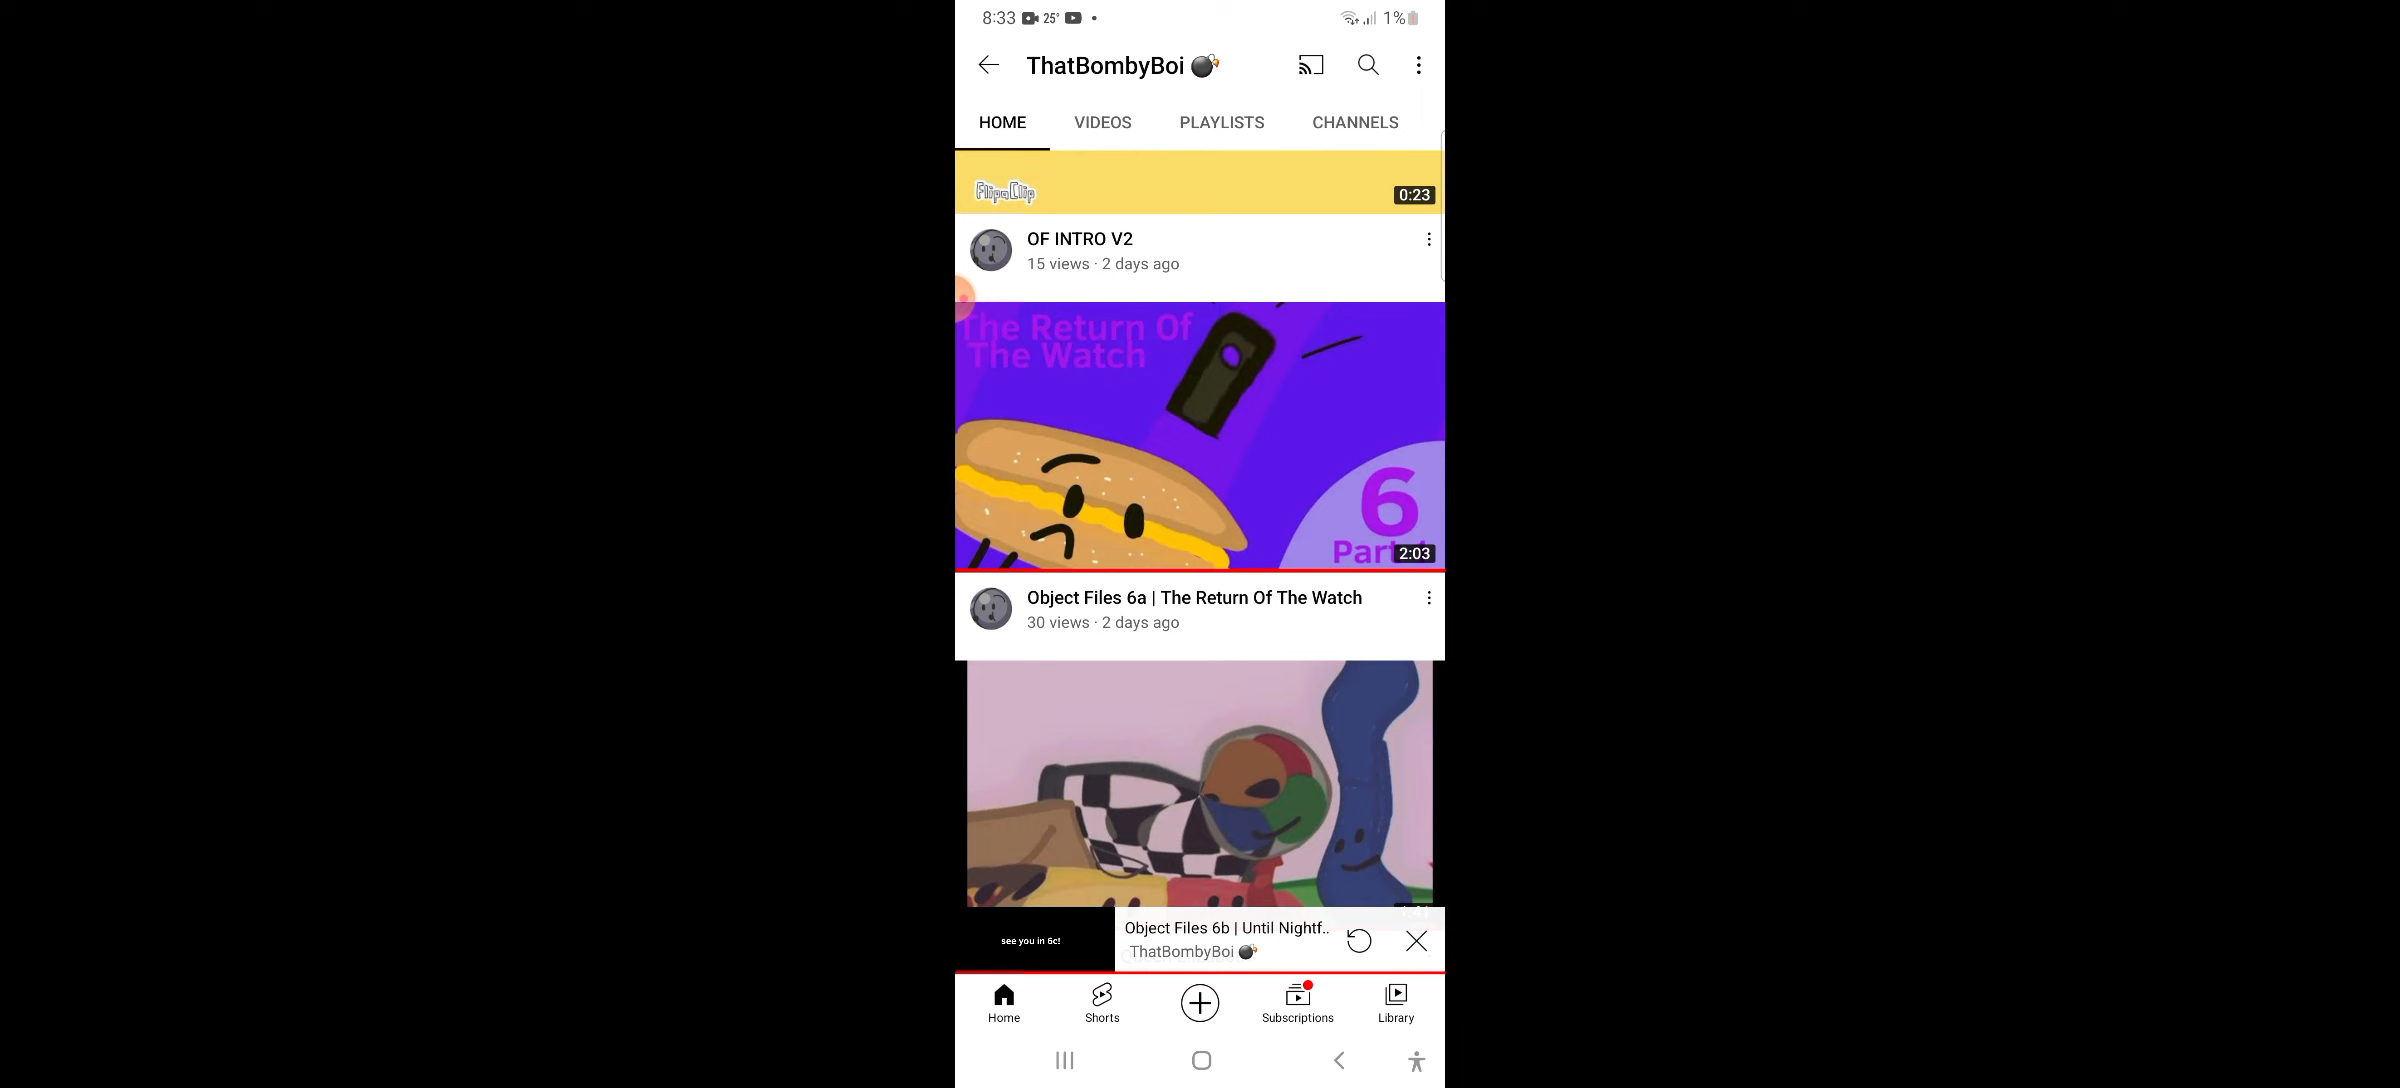 8:33 25° 1%
ThatBombyBoi
HOME VIDEOS PLAYLISTS CHANNELS
FlipaClip
0:23
OF INTRO V2
15 views · 2 days ago
The Return Of
The Watch
6
Part
2:03
Object Files 6a | The Return Of The Watch
30 views · 2 days ago
see you in 6c!
Object Files 6b | Until Nightf..
ThatBombyBoi
Home Shorts Subscriptions Library